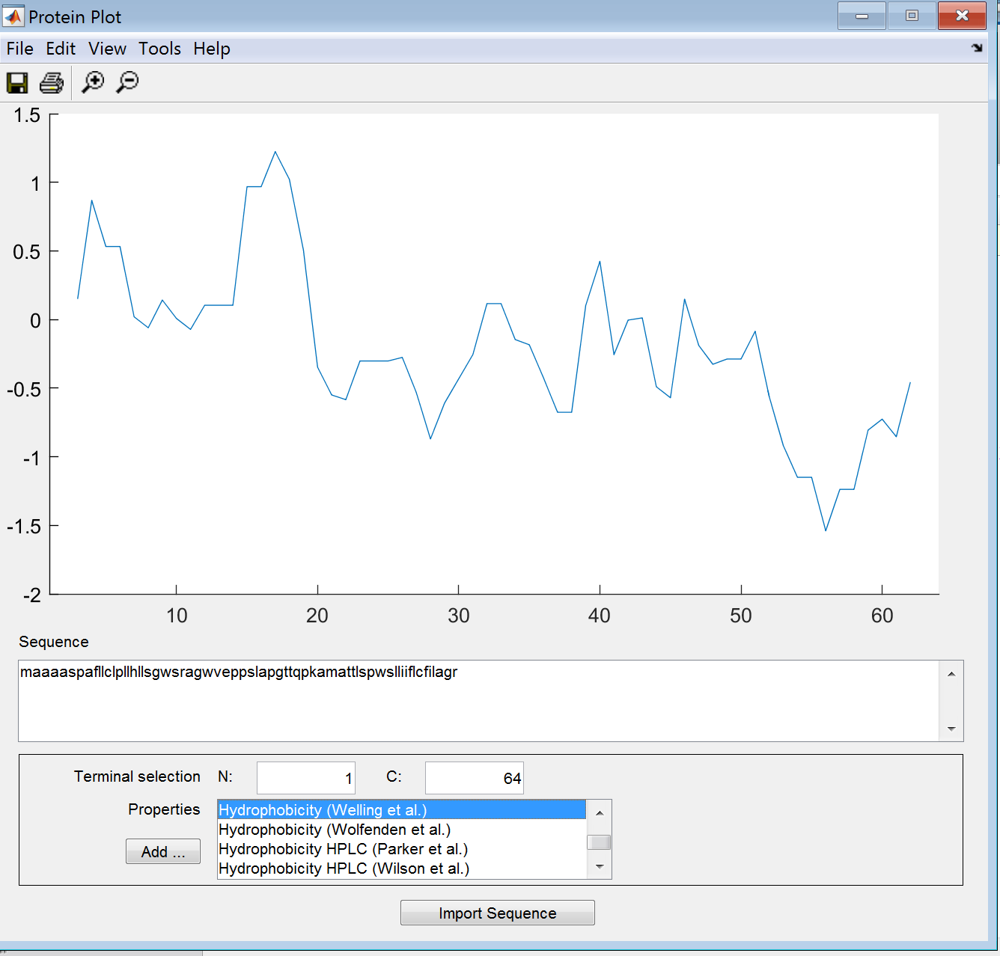 Protein Plot
File Edit View Tools Help
1.5
1
0.5
0
-0.5
-1
-1.5
-2
10 20 30 40 50 60
Sequence
maaaaspafllclpllhllsgwsragwveppslapgttqpkamattlspwslliiflcfilagr
Terminal selection N: 1 C: 64
Properties
Hydrophobicity (Welling et al.)
Hydrophobicity (Wolfenden et al.)
Add ...
Hydrophobicity HPLC (Parker et al.)
Hydrophobicity HPLC (Wilson et al.)
Import Sequence